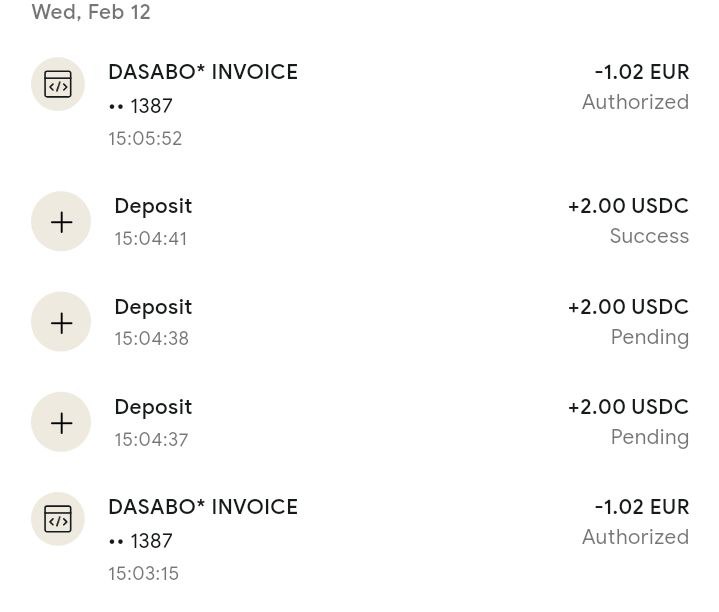 Wed, Feb 12
DASABO* INVOICE
-1.02 EUR
•• 1387
Authorized
15:05:52
Deposit
+2.00 USDC
15:04:41
Success
Deposit
+2.00 USDC
15:04:38
Pending
Deposit
+2.00 USDC
15:04:37
Pending
DASABO* INVOICE
-1.02 EUR
•• 1387
Authorized
15:03:15